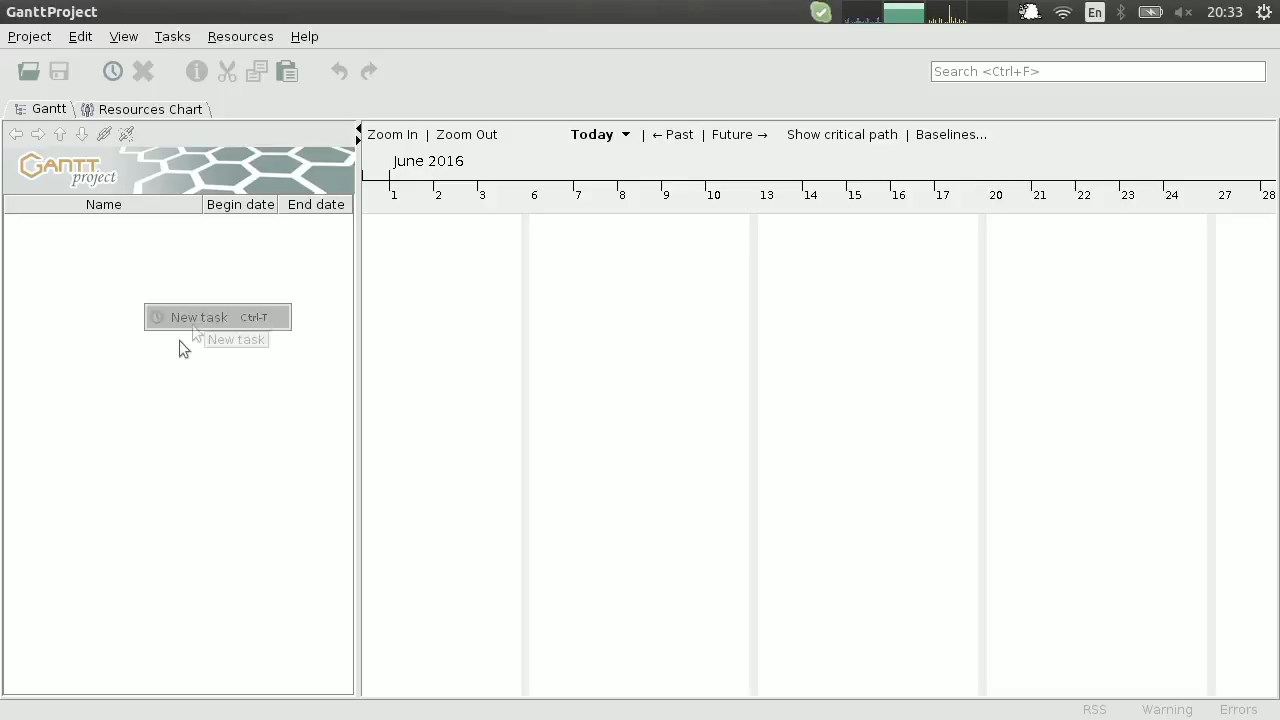 GanttProject En 20:33
Project Edit View Tasks Resources Help
Search <Ctrl+F>
Gantt Resources Chart
Zoom In | Zoom Out Today | ← Past | Future → Show critical path | Baselines...
GANTT
project
June 2016
1 2 3 6 7 8 9 10 13 14 15 16 17 20 21 22 23 24 27 28
Name Begin date End date
New task Ctrl-T
New task
RSS Warning Errors